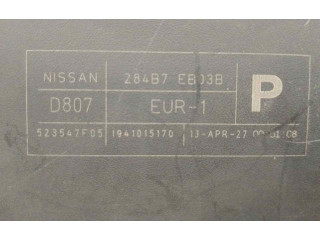 NISSAN 284B7 EB03B P
D807 EUR-1
523547F05 1941015170 13-APR-27